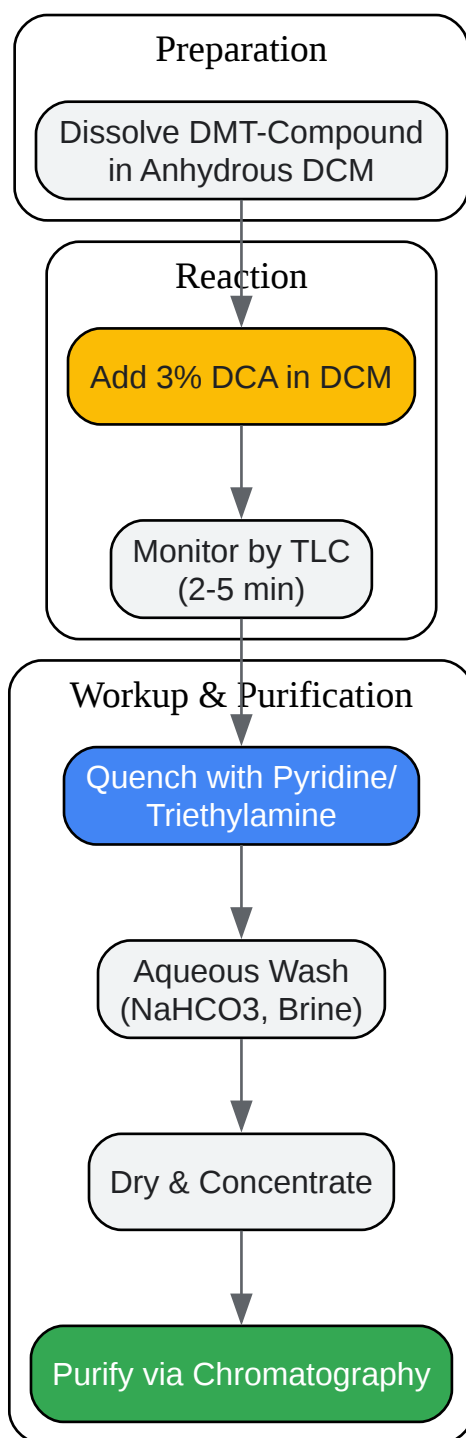 Preparation
Dissolve DMT-Compound
in Anhydrous DCM
Reaction
Add 3% DCA in DCM
Monitor by TLC
(2-5 min)
Workup & Purification
Quench with Pyridine/
Triethylamine
Aqueous Wash
(NaHCO3, Brine)
Dry & Concentrate
Purify via Chromatography